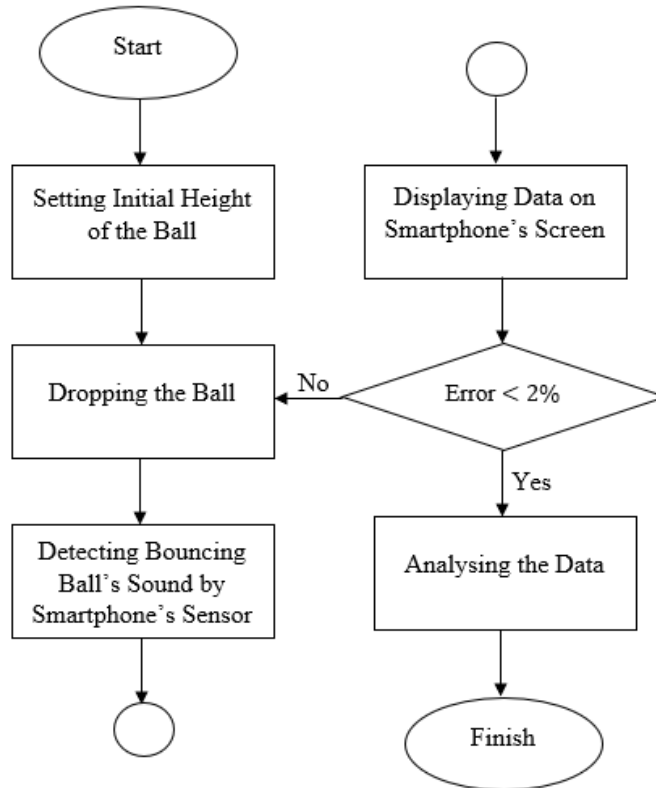 Start
Setting Initial Height
of the Ball
Dropping the Ball
Detecting Bouncing
Ball's Sound by
Smartphone's Sensor
Displaying Data on
Smartphone's Screen
Error < 2%
No
Yes
Analysing the Data
Finish